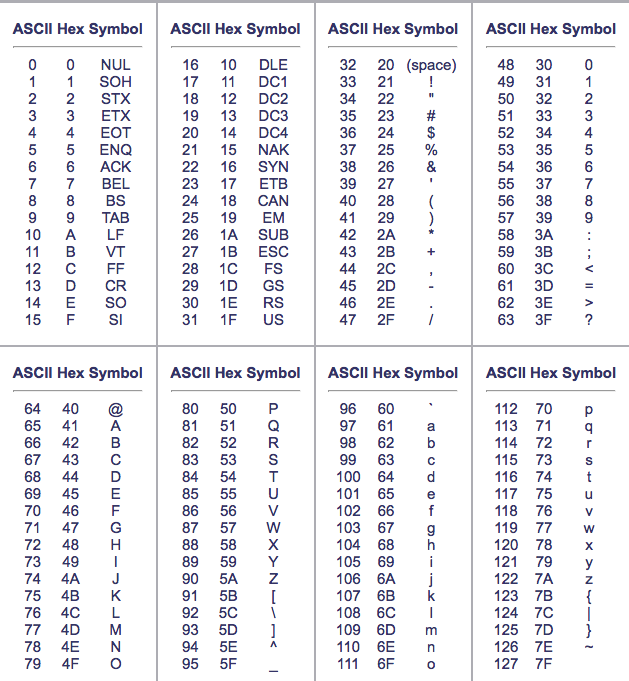 ASCII Hex Symbol
0 0 NUL
1 1 SOH
2 2 STX
3 3 ETX
4 4 EOT
5 5 ENQ
6 6 ACK
7 7 BEL
8 8 BS
9 9 TAB
10 A LF
11 B VT
12 C FF
13 D CR
14 E SO
15 F SI
ASCII Hex Symbol
16 10 DLE
17 11 DC1
18 12 DC2
19 13 DC3
20 14 DC4
21 15 NAK
22 16 SYN
23 17 ETB
24 18 CAN
25 19 EM
26 1A SUB
27 1B ESC
28 1C FS
29 1D GS
30 1E RS
31 1F US
ASCII Hex Symbol
32 20 (space)
33 21 !
34 22 "
35 23 #
36 24 $
37 25 %
38 26 &
39 27 '
40 28 (
41 29 )
42 2A *
43 2B +
44 2C ,
45 2D -
46 2E .
47 2F /
ASCII Hex Symbol
48 30 0
49 31 1
50 32 2
51 33 3
52 34 4
53 35 5
54 36 6
55 37 7
56 38 8
57 39 9
58 3A :
59 3B ;
60 3C <
61 3D =
62 3E >
63 3F ?
ASCII Hex Symbol
64 40 @
65 41 A
66 42 B
67 43 C
68 44 D
69 45 E
70 46 F
71 47 G
72 48 H
73 49 I
74 4A J
75 4B K
76 4C L
77 4D M
78 4E N
79 4F O
ASCII Hex Symbol
80 50 P
81 51 Q
82 52 R
83 53 S
84 54 T
85 55 U
86 56 V
87 57 W
88 58 X
89 59 Y
90 5A Z
91 5B [
92 5C \
93 5D ]
94 5E ^
95 5F _
ASCII Hex Symbol
96 60 `
97 61 a
98 62 b
99 63 c
100 64 d
101 65 e
102 66 f
103 67 g
104 68 h
105 69 i
106 6A j
107 6B k
108 6C l
109 6D m
110 6E n
111 6F o
ASCII Hex Symbol
112 70 p
113 71 q
114 72 r
115 73 s
116 74 t
117 75 u
118 76 v
119 77 w
120 78 x
121 79 y
122 7A z
123 7B {
124 7C |
125 7D }
126 7E ~
127 7F